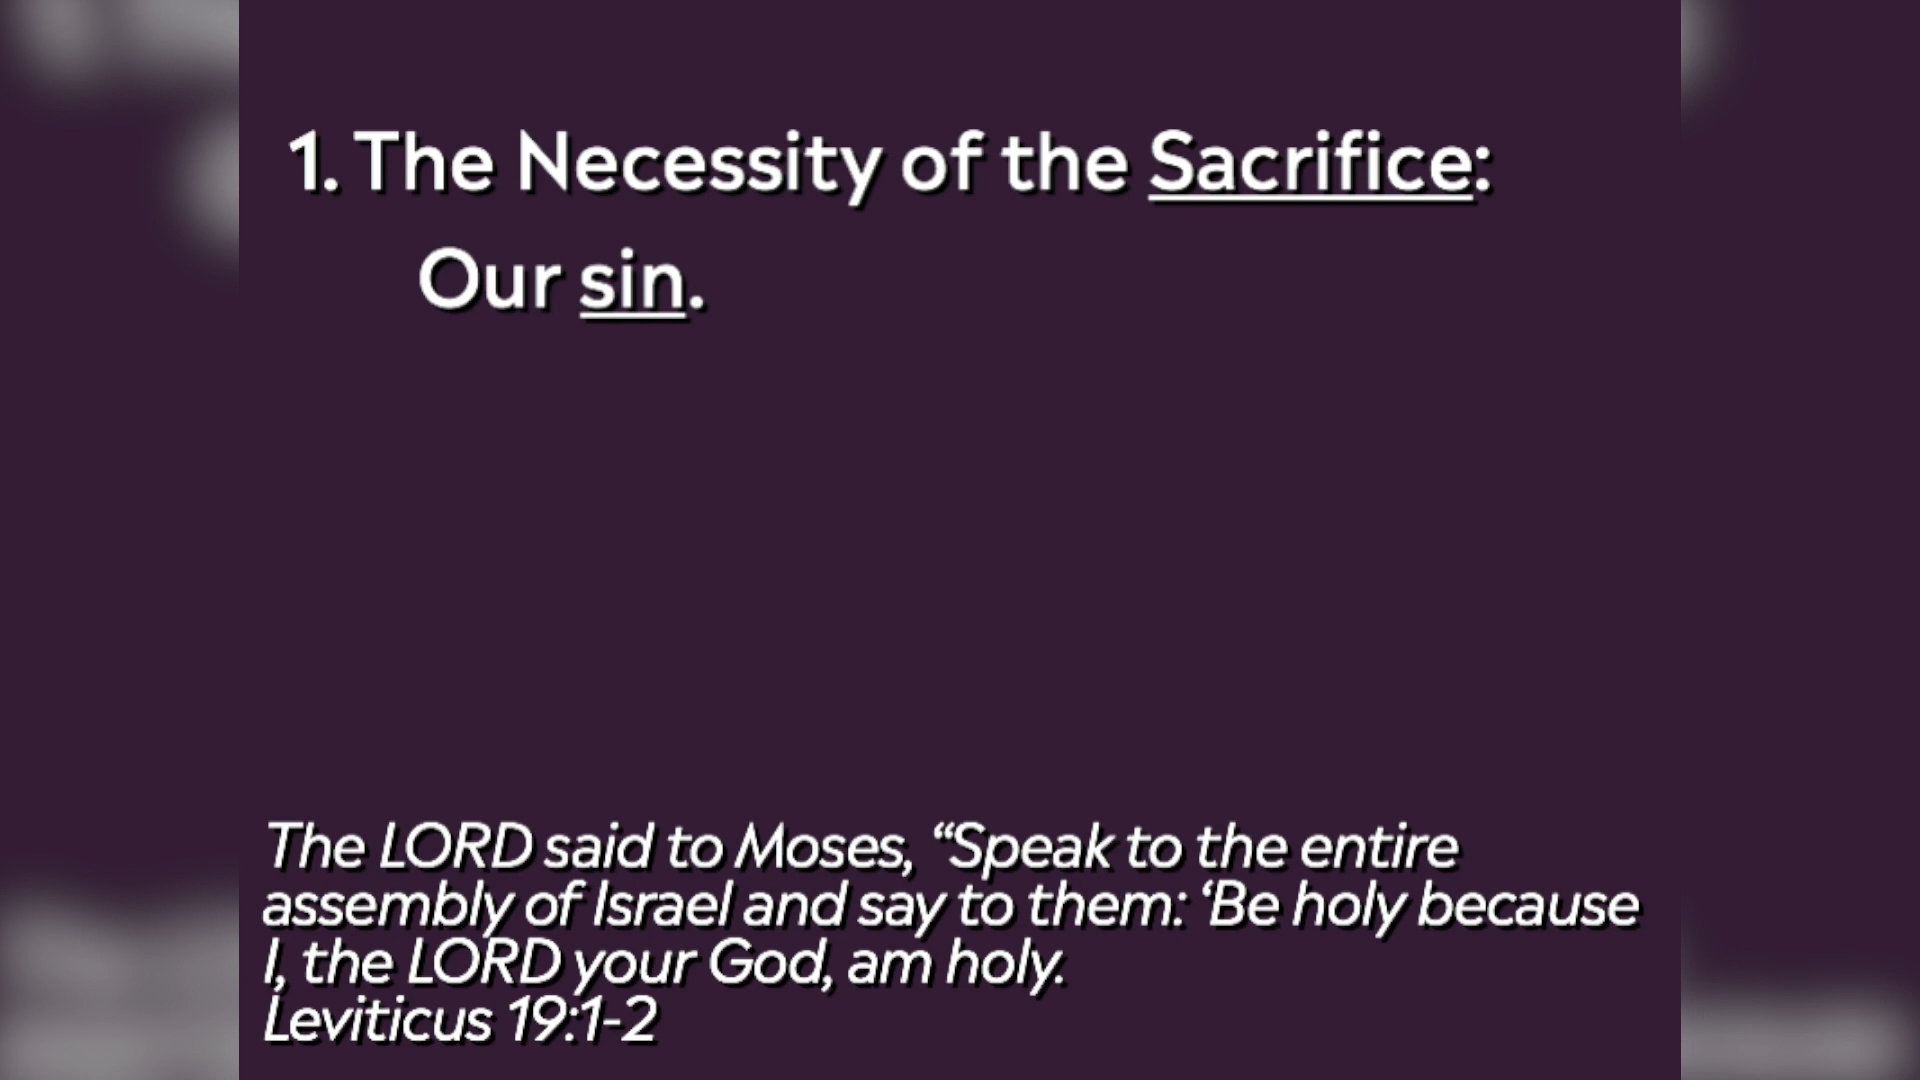 1. The Necessity of the Sacrifice:
Our sin.
The LORD said to Moses, “Speak to the entire
assembly of Israel and say to them: ‘Be holy because
I, the LORD your God, am holy.
Leviticus 19:1-2